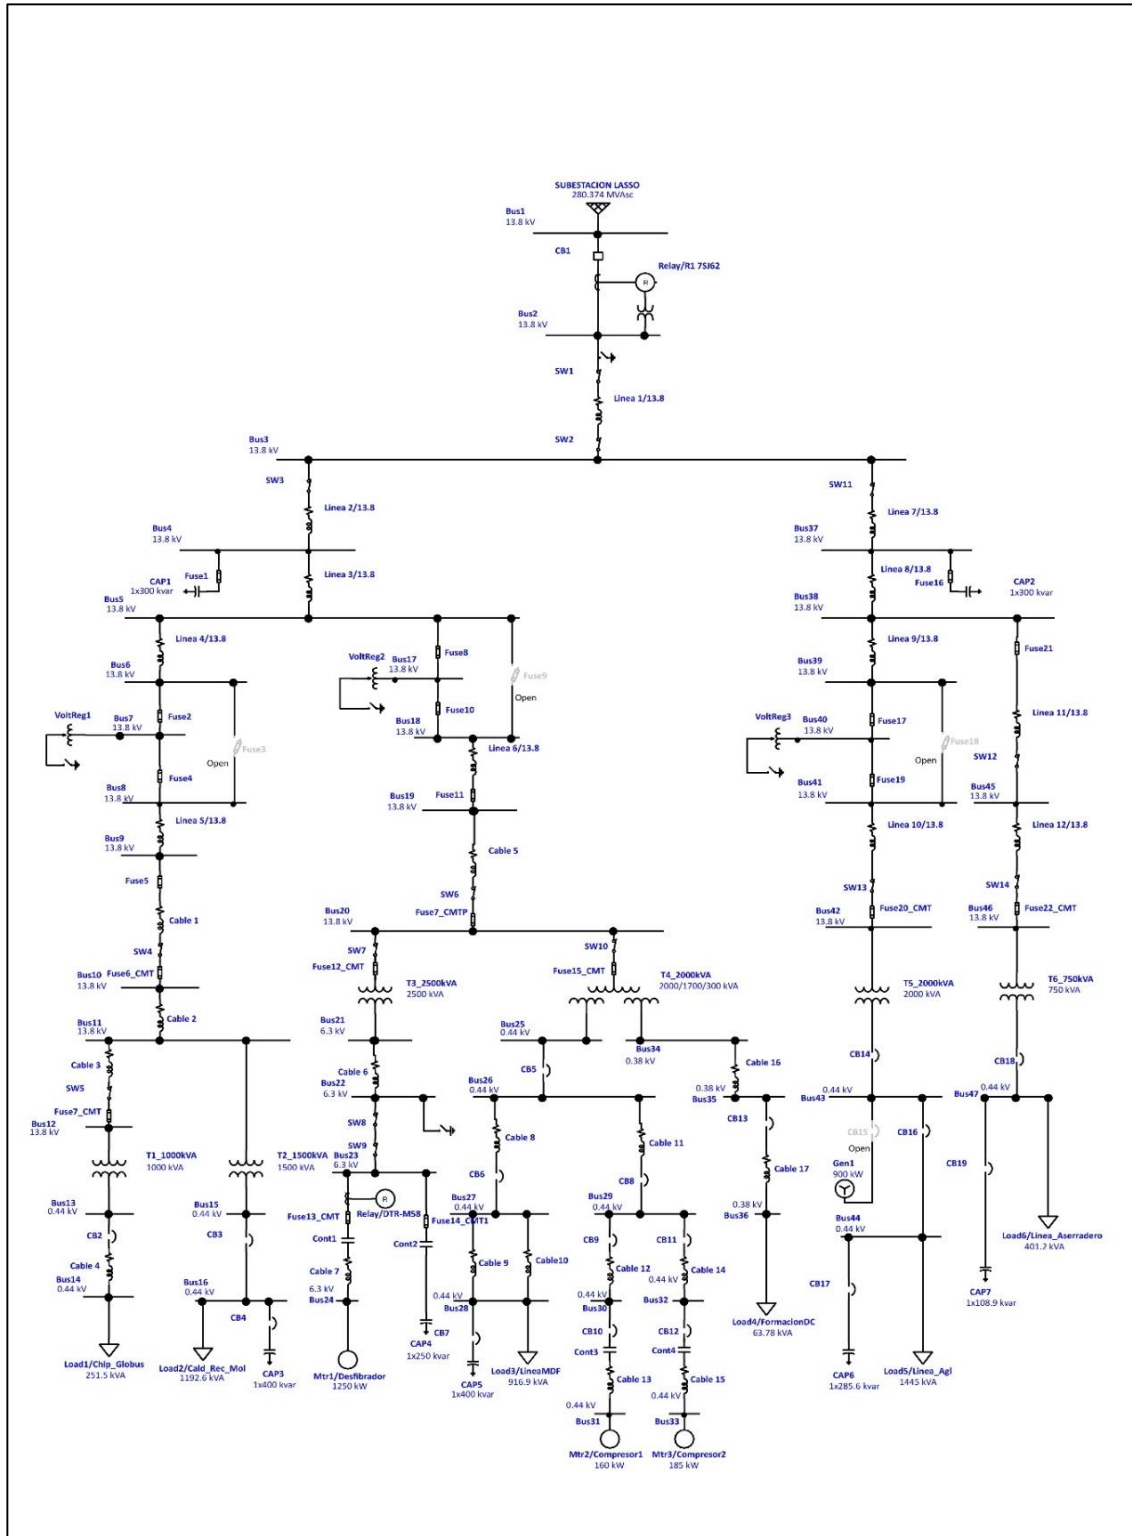 SUBESTACION LASSO
280.374 MVAsc
Bus1
13.8 kV
CB1
Relay/R1 7SJ62
R
Bus2
13.8 kV
SW1
Linea 1/13.8
SW2
Bus3
13.8 kV
SW3
Linea 2/13.8
Bus4
13.8 kV
CAP1
1x300 kvar
Fuse1
Linea 3/13.8
SW11
Linea 7/13.8
Bus37
13.8 kV
Linea 8/13.8
Fuse16
CAP2
1x300 kvar
Bus5
13.8 kV
Linea 4/13.8
Bus6
13.8 kV
VoltReg1
Bus7
13.8 kV
Fuse2
Fuse3
Open
Fuse4
Bus8
13.8 kV
Linea 5/13.8
Bus9
13.8 kV
Fuse5
Cable 1
SW4
Fuse6_CMT
Bus10
13.8 kV
Cable 2
Bus11
13.8 kV
Cable 3
SW5
Fuse7_CMT
Bus12
13.8 kV
T1_1000kVA
1000 kVA
Bus13
0.44 kV
CB2
Cable 4
Bus14
0.44 kV
Load1/Chip_Globus
251.5 kVA
T2_1500kVA
1500 kVA
Bus15
0.44 kV
CB3
Bus16
0.44 kV
CB4
Load2/Cald_Rec_Mol
1192.6 kVA
CAP3
1x400 kvar
VoltReg2
Bus17
13.8 kV
Fuse8
Fuse9
Open
Fuse10
Bus18
13.8 kV
Linea 6/13.8
Fuse11
Bus19
13.8 kV
Cable 5
SW6
Fuse7_CMTP
Bus20
13.8 kV
SW7
Fuse12_CMT
T3_2500kVA
2500 kVA
Bus21
6.3 kV
Cable 6
Bus22
6.3 kV
SW8
SW9
Bus23
6.3 kV
R
Relay/DTR-M58
Fuse13_CMT
Fuse14_CMT1
Cont1
Cont2
Cable 7
6.3 kV
Bus24
Mtr1/Desfibrador
1250 kW
CAP4
1x250 kvar
SW10
Fuse15_CMT
T4_2000kVA
2000/1700/300 kVA
Bus25
0.44 kV
CB5
Bus26
0.44 kV
Cable 8
CB6
Bus27
0.44 kV
Cable 9
Cable10
0.44 kV
Bus28
CB7
CAP5
1x400 kvar
Load3/LineaMDF
916.9 kVA
Cable 11
CB8
Bus29
0.44 kV
CB9
Cable 12
0.44 kV
Bus30
CB10
Cont3
Cable 13
0.44 kV
Bus31
Mtr2/Compresor1
160 kW
CB11
Cable 14
0.44 kV
Bus32
CB12
Cont4
Cable 15
0.44 kV
Bus33
Mtr3/Compresor2
185 kW
Bus34
0.38 kV
Cable 16
0.38 kV
Bus35
CB13
Cable 17
0.38 kV
Bus36
Load4/FormacionDC
63.78 kVA
Bus38
13.8 kV
Linea 9/13.8
Bus39
13.8 kV
VoltReg3
Bus40
13.8 kV
Fuse17
Fuse18
Open
Fuse19
Bus41
13.8 kV
Linea 10/13.8
SW13
Fuse20_CMT
Bus42
13.8 kV
T5_2000kVA
2000 kVA
CB14
0.44 kV
Bus43
CB15
Open
CB16
Gen1
900 kW
Bus44
0.44 kV
CB17
CAP6
1x285.6 kvar
Load5/Linea_Agl
1445 kVA
Fuse21
Linea 11/13.8
SW12
Bus45
13.8 kV
Linea 12/13.8
SW14
Fuse22_CMT
Bus46
13.8 kV
T6_750kVA
750 kVA
CB18
0.44 kV
Bus47
CB19
CAP7
1x108.9 kvar
Load6/Linea_Aserradero
401.2 kVA